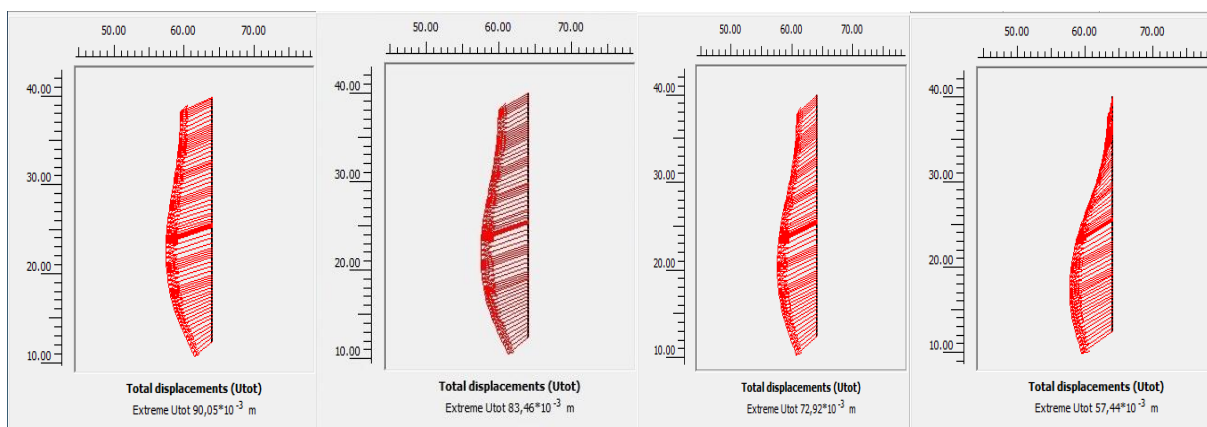 50.00 60.00 70.00
40.00
30.00
20.00
10.00
Total displacements (Utot)
Extreme Utot 90,05*10 -3 m
50.00 60.00 70.00
40.00
30.00
20.00
10.00
Total displacements (Utot)
Extreme Utot 83,46*10 -3 m
50.00 60.00 70.00
40.00
30.00
20.00
10.00
Total displacements (Utot)
Extreme Utot 72,92*10 -3 m
50.00 60.00 70.00
40.00
30.00
20.00
10.00
Total displacements (Utot)
Extreme Utot 57,44*10 -3 m